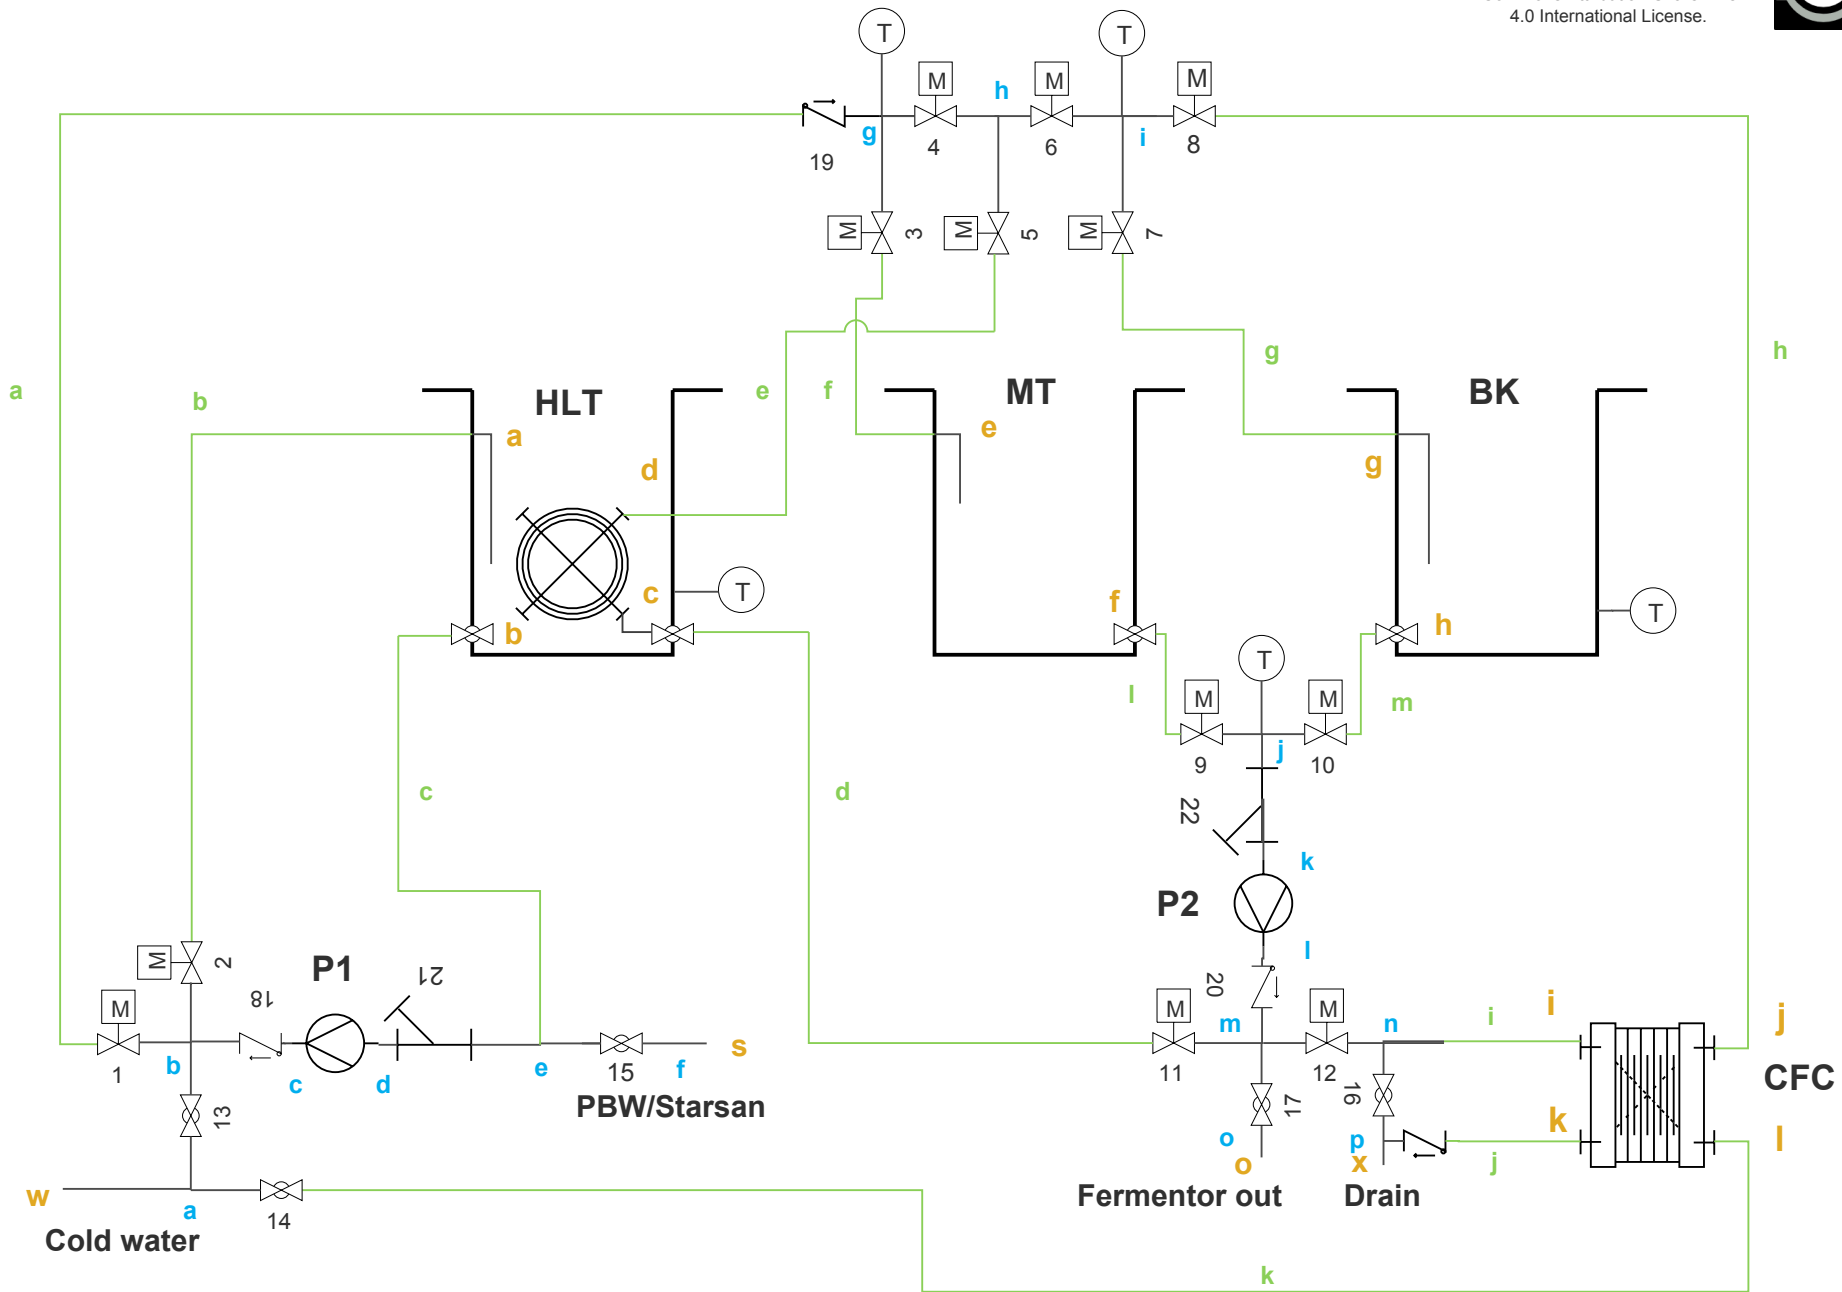 4.0 International License.
T
T
M
h
M
M
g
4
6
i
8
19
M
3
M
5
M
7
a
b
HLT
e
f
MT
g
BK
h
a
d
e
g
c
T
b
f
h
T
T
l
M
M
m
9
j
10
c
d
22
k
P2
l
M
2
P1
21
18
20
M
M
M
i
i
j
m
n
1
b
c
d
e
15
f
s
11
12
CFC
PBW/Starsan
13
17
16
k
l
o
p
o
x
j
w
a
14
Fermentor out
Drain
Cold water
k